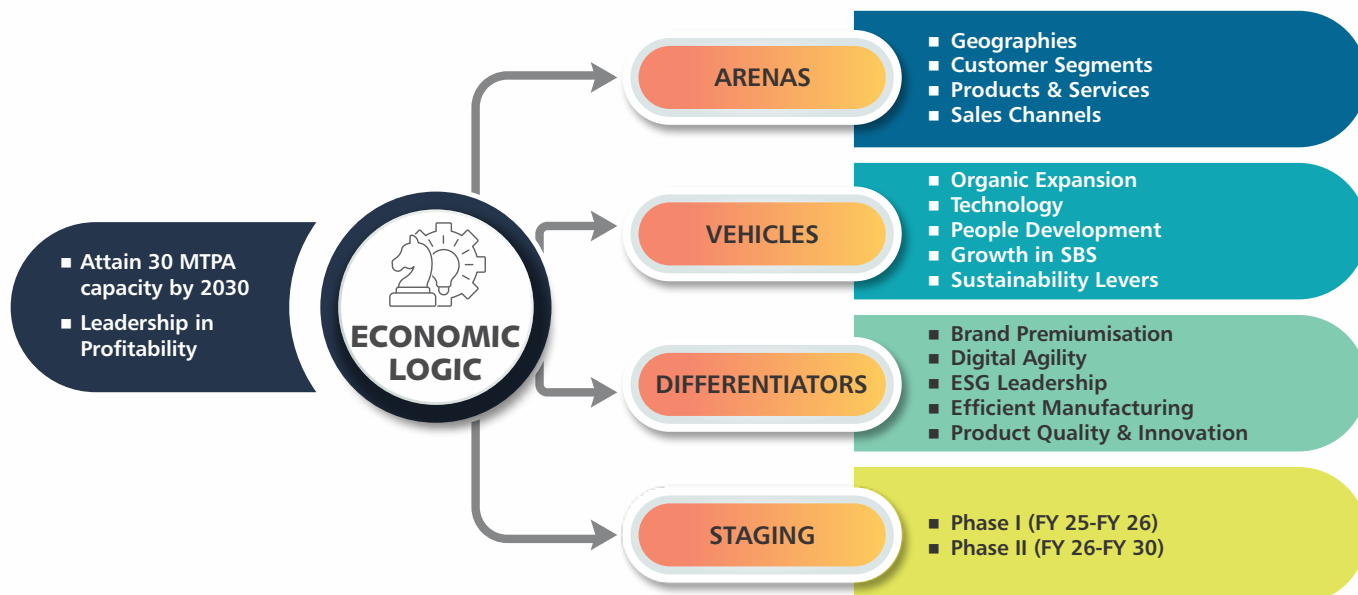 Attain 30 MTPA
capacity by 2030
Leadership in
Profitability
ECONOMIC
LOGIC
ARENAS
Geographies
Customer Segments
Products & Services
Sales Channels
VEHICLES
Organic Expansion
Technology
People Development
Growth in SBS
Sustainability Levers
DIFFERENTIATORS
Brand Premiumisation
Digital Agility
ESG Leadership
Efficient Manufacturing
Product Quality & Innovation
STAGING
Phase I (FY 25-FY 26)
Phase II (FY 26-FY 30)